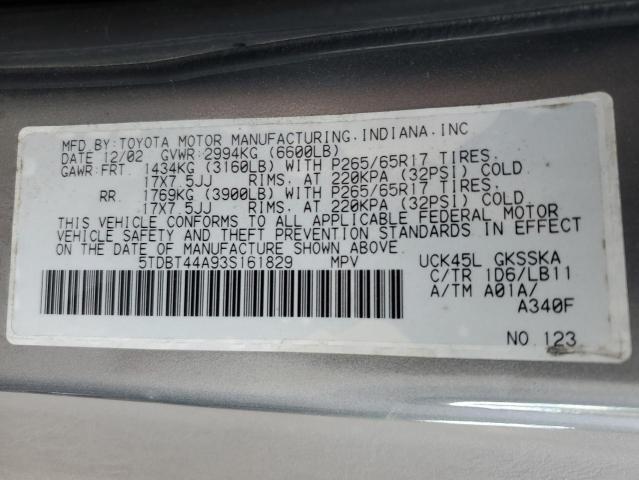 MFD.BY:TOYOTA MOTOR MANUFACTURING.INDIANA.INC
DATE 12/02 GVWR:2994KG (6600LB)
GAWR:FRT. 1434KG (3160LB) WITH P265/65R17 TIRES.
17X7.5JJ RIMS. AT 220KPA (32PSI) COLD
RR. 1769KG (3900LB) WITH P265/65R17 TIRES.
17X7.5JJ RIMS. AT 220KPA (32PSI) COLD.
THIS VEHICLE CONFORMS TO ALL APPLICABLE FEDERAL MOTOR
VEHICLE SAFETY AND THEFT PREVENTION STANDARDS IN EFFECT
ON THE DATE OF MANUFACTURE SHOWN ABOVE.
5TDBT44A93S161829 MPV UCK45L GKSSKA
C/TR 1D6/LB11
A/TM A01A/
A340F
NO.123